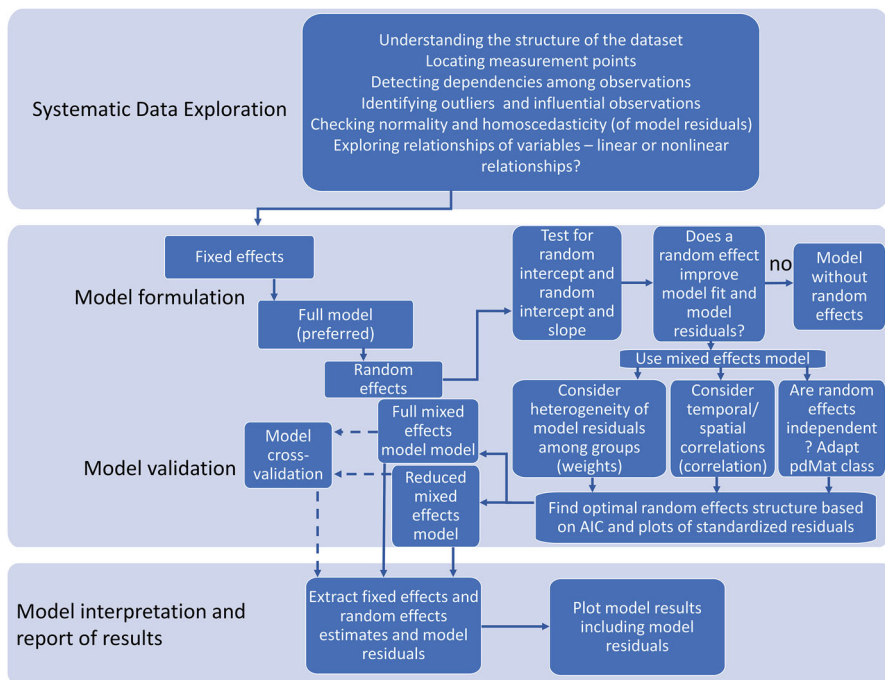 Systematic Data Exploration
Understanding the structure of the dataset
Locating measurement points
Detecting dependencies among observations
Identifying outliers and influential observations
Checking normality and homoscedasticity (of model residuals)
Exploring relationships of variables – linear or nonlinear
relationships?
Model formulation
Fixed effects
Full model
(preferred)
Random
effects
Test for
random
intercept and
random
intercept and
slope
Does a
random effect
improve
model fit and
model
residuals?
no
Model
without
random
effects
Use mixed effects model
Consider
heterogeneity of
model residuals
among groups
(weights)
Consider
temporal/
spatial
correlations
(correlation)
Are random
effects
independent
? Adapt
pdMat class
Find optimal random effects structure based
on AIC and plots of standardized residuals
Model validation
Full mixed
effects
model model
Reduced
mixed
effects
model
Model
cross-
validation
Model interpretation and
report of results
Extract fixed effects and
random effects
estimates and model
residuals
Plot model results
including model
residuals